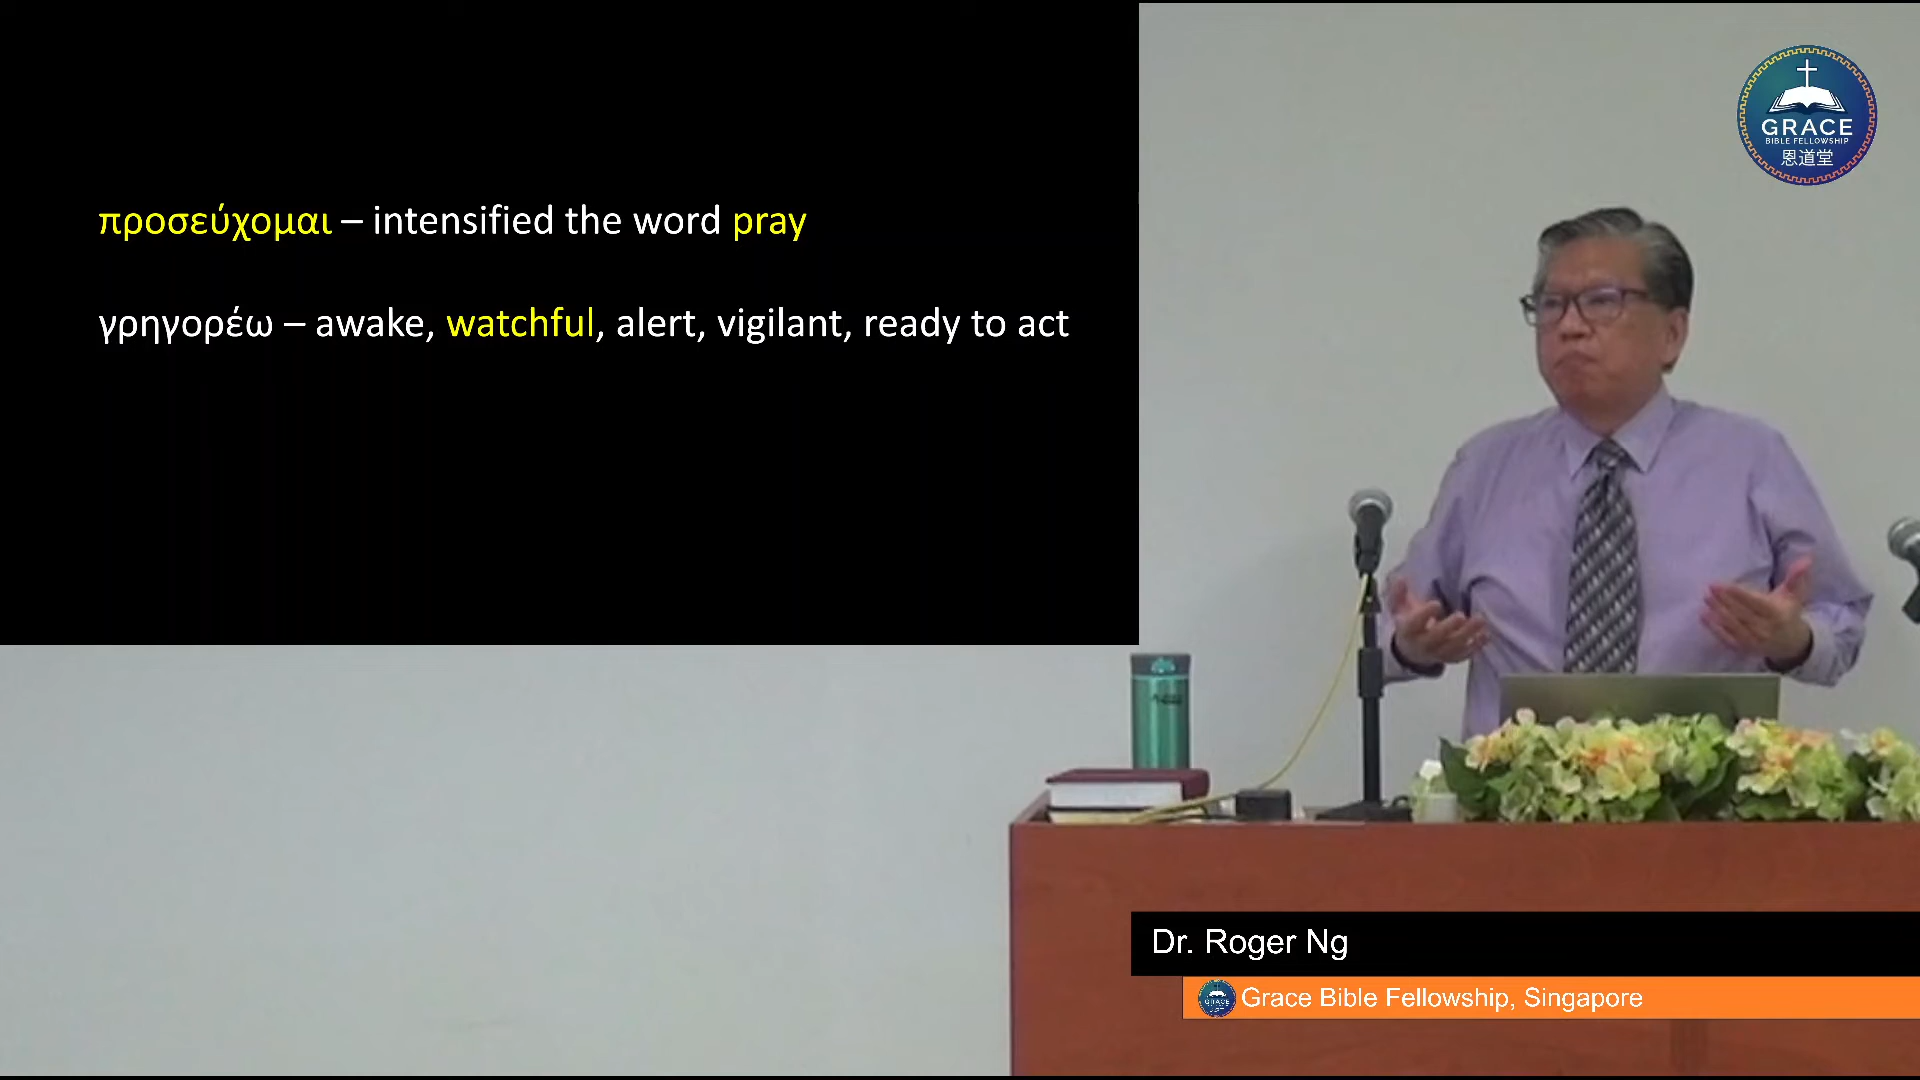 προσεύχομαι – intensified the word pray
γρηγορέω – awake, watchful, alert, vigilant, ready to act
GRACE
BIBLE FELLOWSHIP
恩道堂
Dr. Roger Ng
GRACE
Grace Bible Fellowship, Singapore